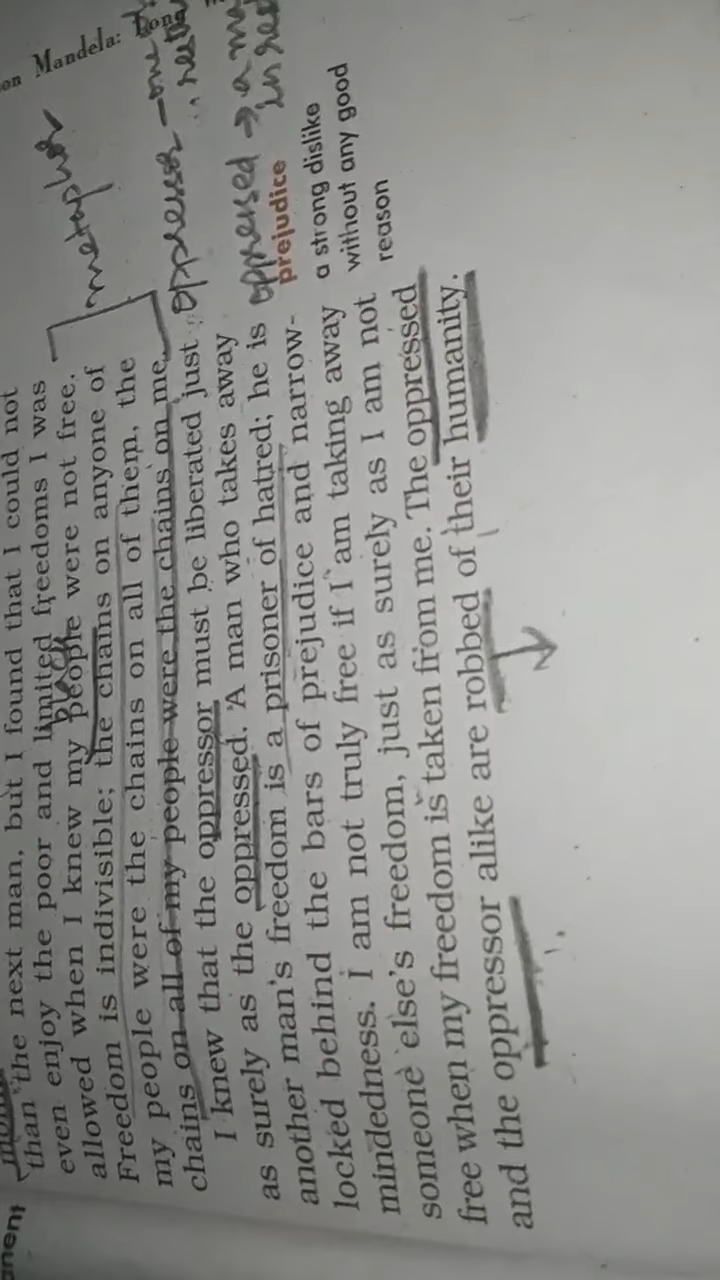 on Mandela: Long
than the next man, but I found that I could not
even enjoy the poor and limited freedoms I was
black
allowed when I knew my people were not free.
metaphor
Freedom is indivisible; the chains on anyone of
my people were the chains on all of them, the
chains on all of my people were the chains on me.
I knew that the oppressor must be liberated just
oppressor — one
as surely as the oppressed. A man who takes away
oppressed → a
another man's freedom is a prisoner of hatred; he is
locked behind the bars of prejudice and narrow-
mindedness. I am not truly free if I am taking away
someone else's freedom, just as surely as I am not
free when my freedom is taken from me. The oppressed
and the oppressor alike are robbed of their humanity.
prejudice
a strong dislike
without any good
reason